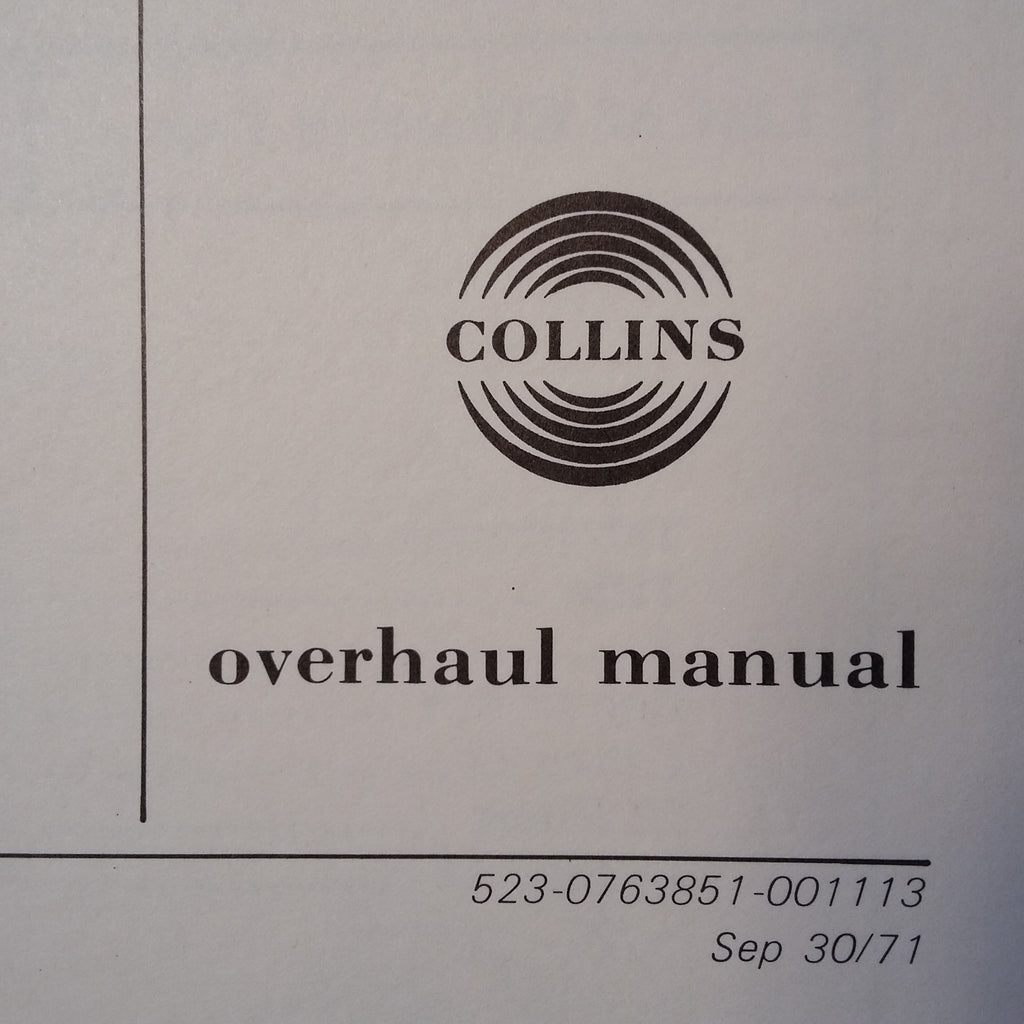 COLLINS
overhaul manual
523-0763851-001113
Sep 30/71